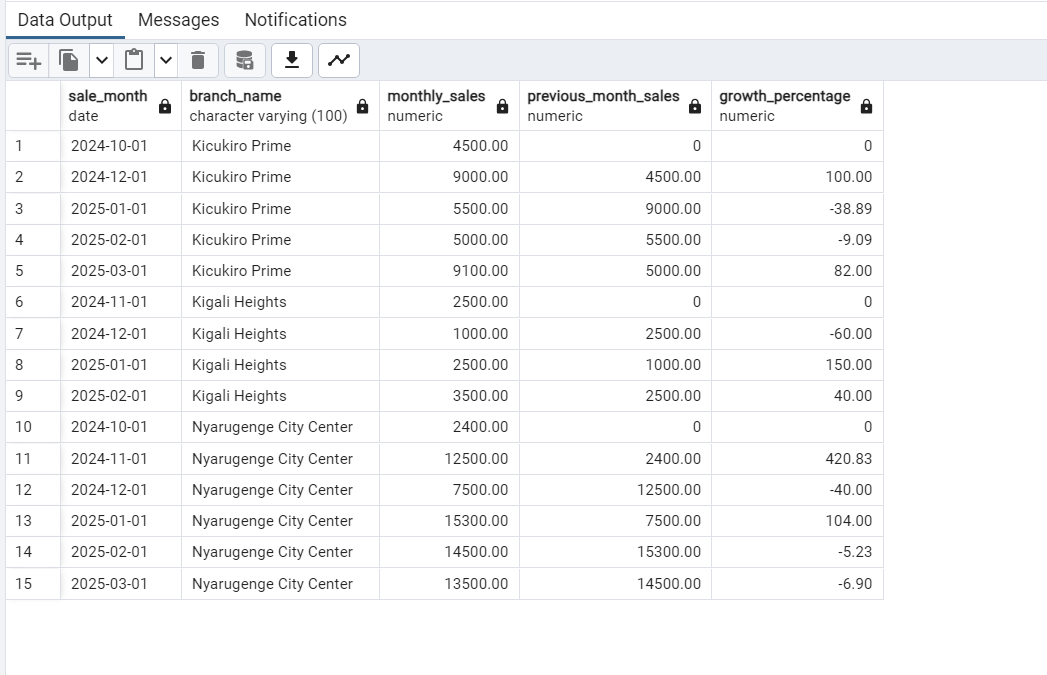 Data Output Messages Notifications
sale_month branch_name monthly_sales previous_month_sales growth_percentage
date character varying (100) numeric numeric numeric
1 2024-10-01 Kicukiro Prime 4500.00 0 0
2 2024-12-01 Kicukiro Prime 9000.00 4500.00 100.00
3 2025-01-01 Kicukiro Prime 5500.00 9000.00 -38.89
4 2025-02-01 Kicukiro Prime 5000.00 5500.00 -9.09
5 2025-03-01 Kicukiro Prime 9100.00 5000.00 82.00
6 2024-11-01 Kigali Heights 2500.00 0 0
7 2024-12-01 Kigali Heights 1000.00 2500.00 -60.00
8 2025-01-01 Kigali Heights 2500.00 1000.00 150.00
9 2025-02-01 Kigali Heights 3500.00 2500.00 40.00
10 2024-10-01 Nyarugenge City Center 2400.00 0 0
11 2024-11-01 Nyarugenge City Center 12500.00 2400.00 420.83
12 2024-12-01 Nyarugenge City Center 7500.00 12500.00 -40.00
13 2025-01-01 Nyarugenge City Center 15300.00 7500.00 104.00
14 2025-02-01 Nyarugenge City Center 14500.00 15300.00 -5.23
15 2025-03-01 Nyarugenge City Center 13500.00 14500.00 -6.90